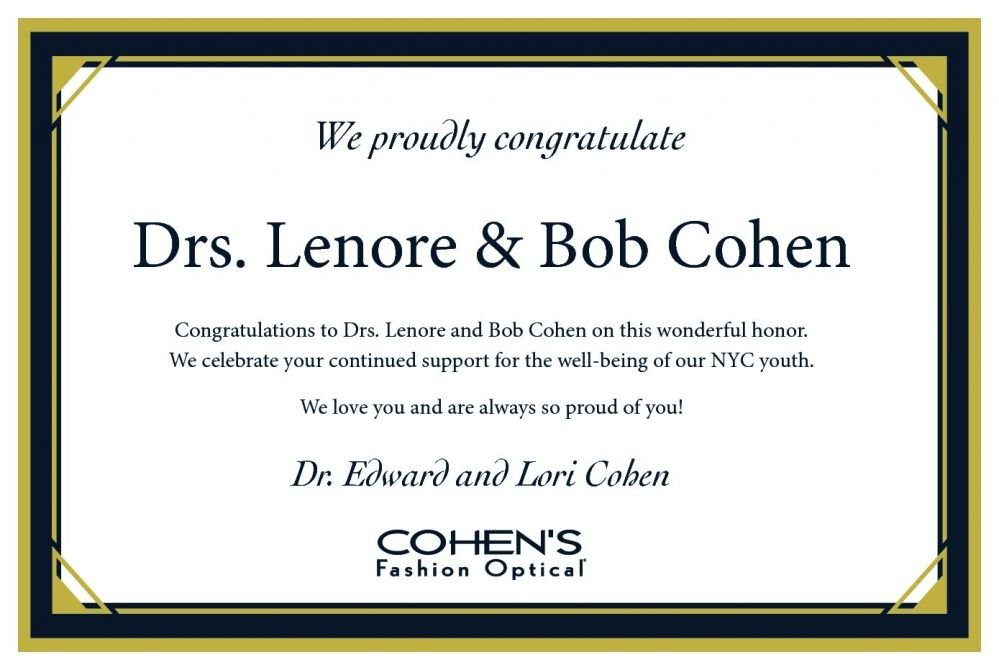 We proudly congratulate
Drs. Lenore & Bob Cohen
Congratulations to Drs. Lenore and Bob Cohen on this wonderful honor.
We celebrate your continued support for the well-being of our NYC youth.
We love you and are always so proud of you!
Dr. Edward and Lori Cohen
COHEN'S
Fashion Optical